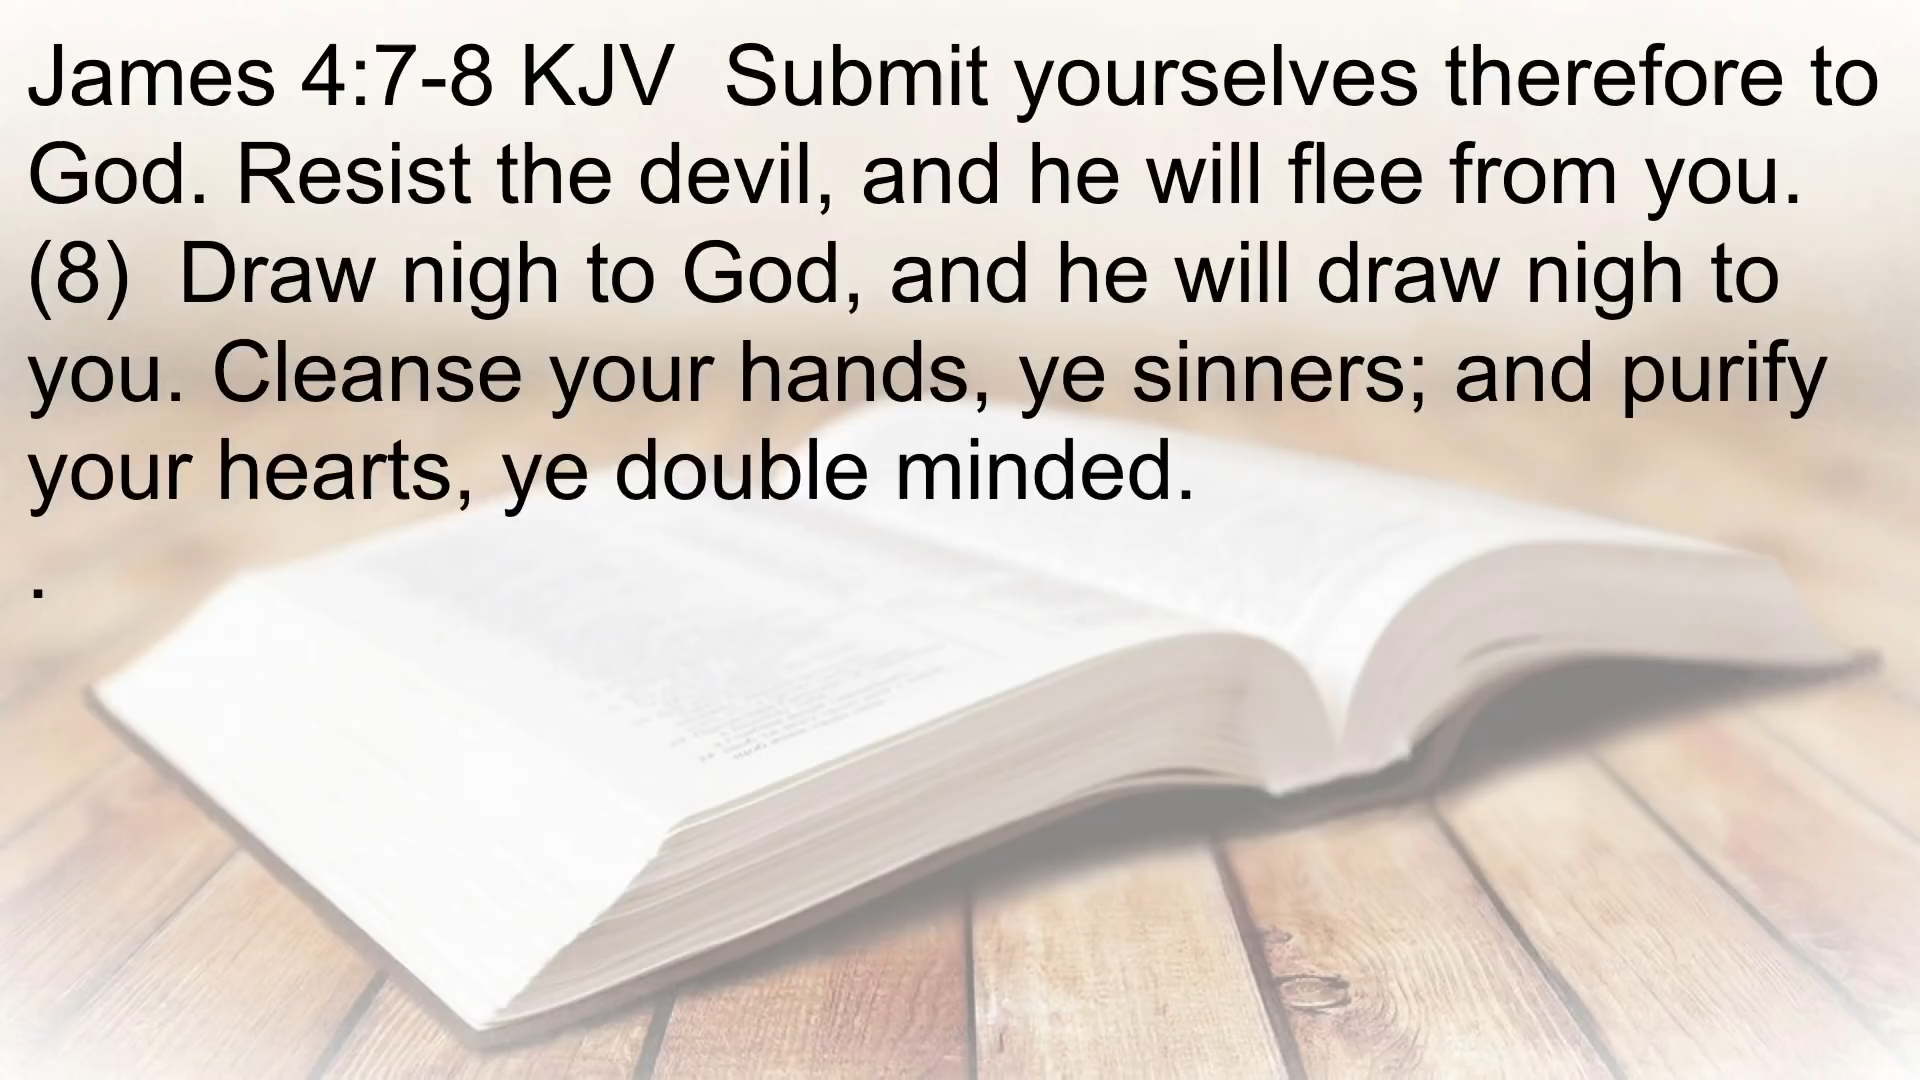 James 4:7-8 KJV  Submit yourselves therefore to
God. Resist the devil, and he will flee from you.
(8)  Draw nigh to God, and he will draw nigh to
you. Cleanse your hands, ye sinners; and purify
your hearts, ye double minded.
.